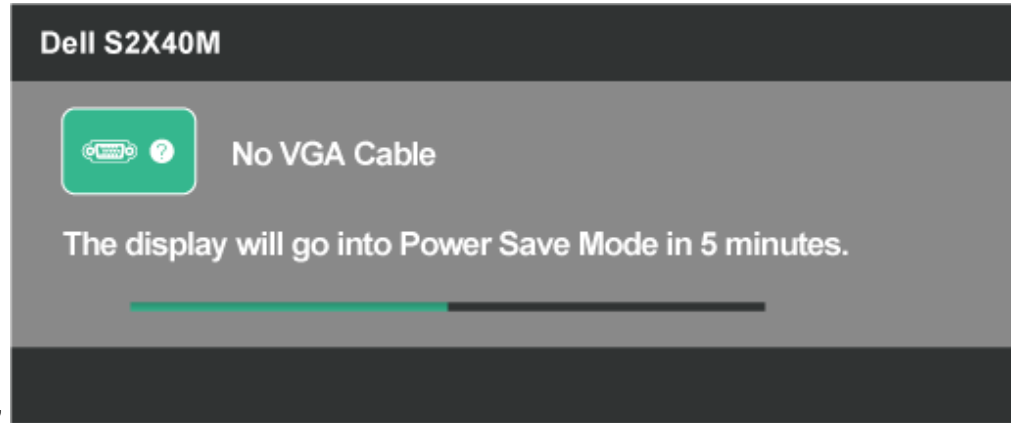 Dell S2X40M
?
No VGA Cable
The display will go into Power Save Mode in 5 minutes.